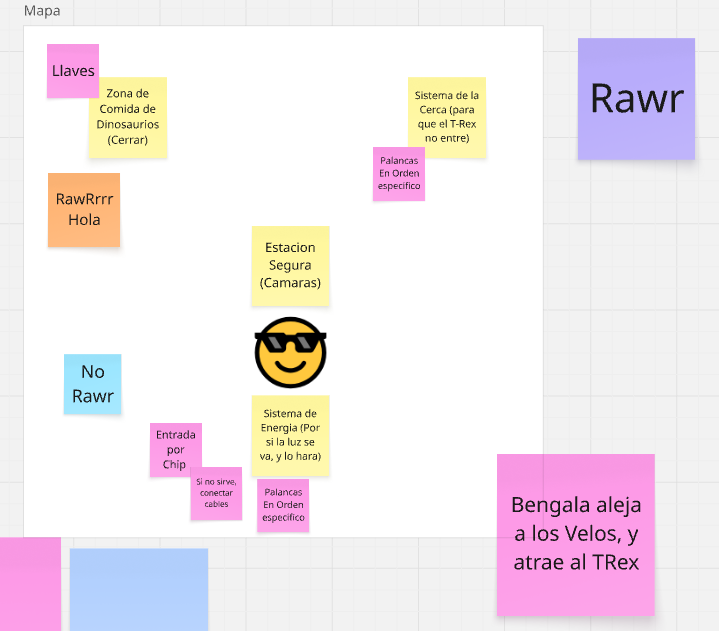 Mapa
Llaves
Zona de
Comida de
Dinosaurios
(Cerrar)
Sistema de la
Cerca (para
que el T-Rex
no entre)
Palancas
En Orden
especifico
Rawr
RawRrrr
Hola
Estacion
Segura
(Camaras)
No
Rawr
Sistema de
Energia (Por
si la luz se
va, y lo hara)
Entrada
por
Chip
Si no sirve,
conectar
cables
Palancas
En Orden
especifico
Bengala aleja
a los Velos, y
atrae al TRex